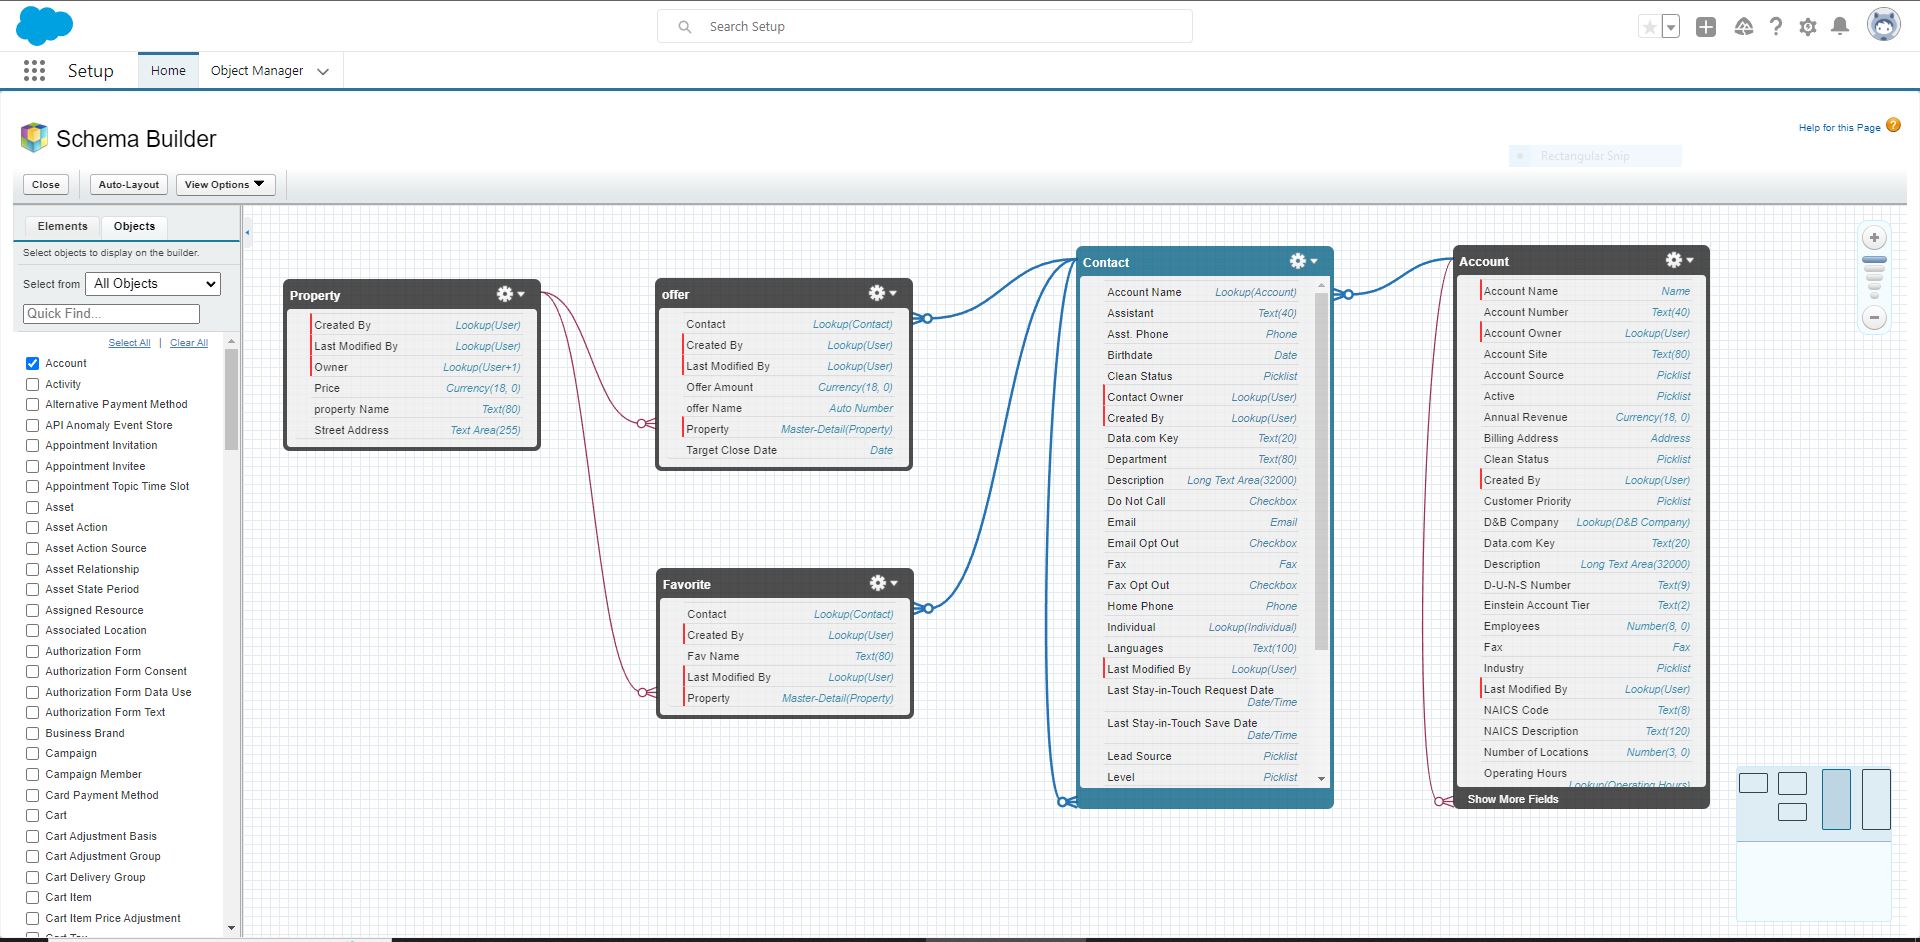 Search Setup
Setup
Home
Object Manager
Schema Builder
Help for this Page
?
Rectangular Snip
Close
Auto-Layout
View Options
Elements
Objects
Select objects to display on the builder.
Select from
All Objects
Quick Find...
Select All | Clear All
Account
Activity
Alternative Payment Method
API Anomaly Event Store
Appointment Invitation
Appointment Invitee
Appointment Topic Time Slot
Asset
Asset Action
Asset Action Source
Asset Relationship
Asset State Period
Assigned Resource
Associated Location
Authorization Form
Authorization Form Consent
Authorization Form Data Use
Authorization Form Text
Business Brand
Campaign
Campaign Member
Card Payment Method
Cart
Cart Adjustment Basis
Cart Adjustment Group
Cart Delivery Group
Cart Item
Cart Item Price Adjustment
Property
Created By Lookup(User)
Last Modified By Lookup(User)
Owner Lookup(User+1)
Price Currency(18, 0)
property Name Text(80)
Street Address Text Area(255)
offer
Contact Lookup(Contact)
Created By Lookup(User)
Last Modified By Lookup(User)
Offer Amount Currency(18, 0)
offer Name Auto Number
Property Master-Detail(Property)
Target Close Date Date
Favorite
Contact Lookup(Contact)
Created By Lookup(User)
Fav Name Text(80)
Last Modified By Lookup(User)
Property Master-Detail(Property)
Contact
Account Name Lookup(Account)
Assistant Text(40)
Asst. Phone Phone
Birthdate Date
Clean Status Picklist
Contact Owner Lookup(User)
Created By Lookup(User)
Data.com Key Text(20)
Department Text(80)
Description Long Text Area(32000)
Do Not Call Checkbox
Email Email
Email Opt Out Checkbox
Fax Fax
Fax Opt Out Checkbox
Home Phone Phone
Individual Lookup(Individual)
Languages Text(100)
Last Modified By Lookup(User)
Last Stay-in-Touch Request Date
Date/Time
Last Stay-in-Touch Save Date
Date/Time
Lead Source Picklist
Level Picklist
Account
Account Name Name
Account Number Text(40)
Account Owner Lookup(User)
Account Site Text(80)
Account Source Picklist
Active Picklist
Annual Revenue Currency(18, 0)
Billing Address Address
Clean Status Picklist
Created By Lookup(User)
Customer Priority Picklist
D&B Company Lookup(D&B Company)
Data.com Key Text(20)
Description Long Text Area(32000)
D-U-N-S Number Text(9)
Einstein Account Tier Text(2)
Employees Number(8, 0)
Fax Fax
Industry Picklist
Last Modified By Lookup(User)
NAICS Code Text(8)
NAICS Description Text(120)
Number of Locations Number(3, 0)
Operating Hours
Lookup(Operating Hours)
Show More Fields